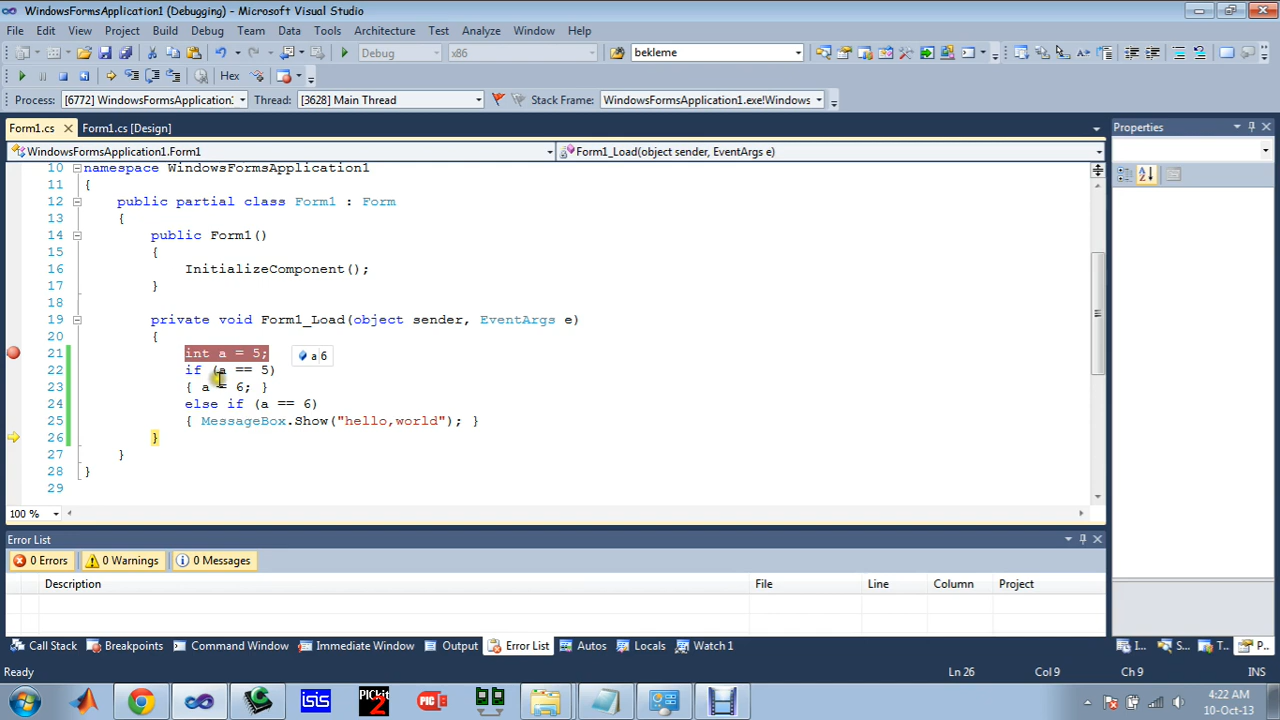 WindowsFormsApplication1 (Debugging) - Microsoft Visual Studio
File Edit View Project Build Debug Team Data Tools Architecture Test Analyze Window Help
Debug x86 bekleme
Hex
Process: [6772] WindowsFormsApplication: Thread: [3628] Main Thread Stack Frame: WindowsFormsApplication1.exe!Windows
Form1.cs Form1.cs [Design] Properties
WindowsFormsApplication1.Form1 Form1_Load(object sender, EventArgs e)
10 namespace WindowsFormsApplication1
11 {
12 public partial class Form1 : Form
13 {
14 public Form1()
15 {
16 InitializeComponent();
17 }
18
19 private void Form1_Load(object sender, EventArgs e)
20 {
21 int a = 5; a 6
22 if (a == 5)
23 { a = 6; }
24 else if (a == 6)
25 { MessageBox.Show("hello,world"); }
26 }
27 }
28 }
29
100 %
Error List
0 Errors 0 Warnings 0 Messages
Description File Line Column Project
Call Stack Breakpoints Command Window Immediate Window Output Error List Autos Locals Watch 1 I... S... T... P...
Ready Ln 26 Col 9 Ch 9 INS
isis PICkit 2 PIC
4:22 AM
10-Oct-13